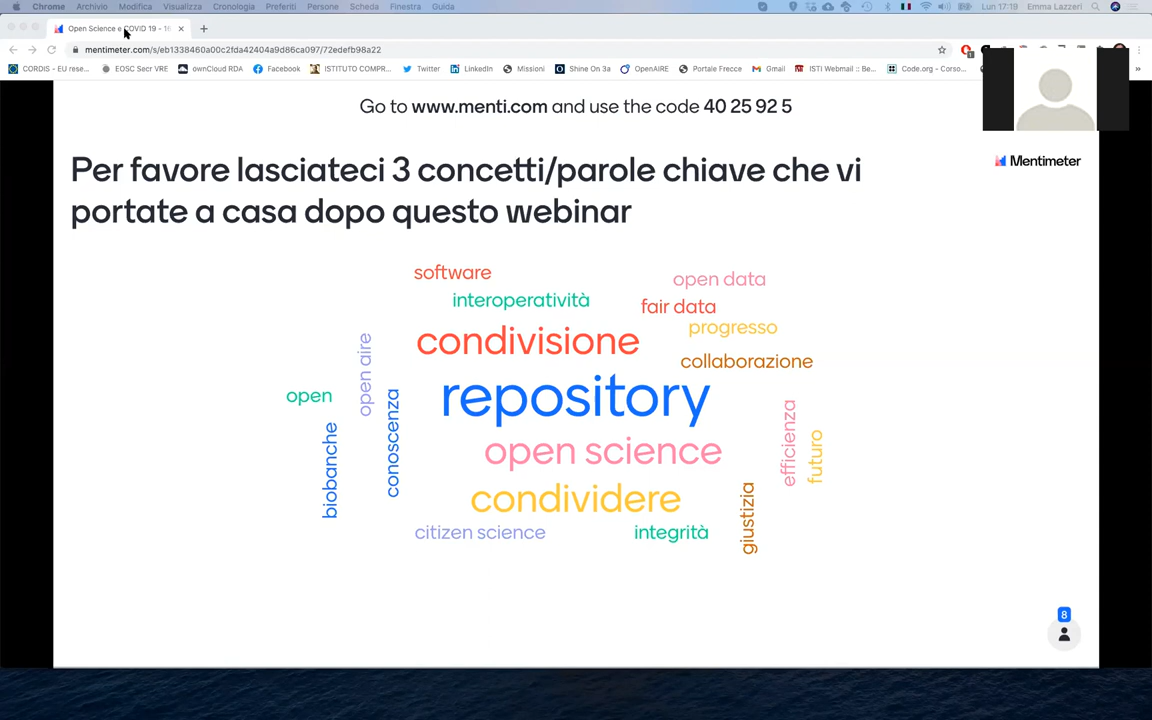 Chrome Archivio Modifica Visualizza Cronologia Preferiti Persone Scheda Finestra Guida Lun 17:19 Emma Lazzeri
Open Science e COVID 19 - 16
mentimeter.com/s/eb1338460a00c2fda42404a9d86ca097/72edefb98a22
CORDIS - EU rese... EOSC Secr VRE ownCloud RDA Facebook ISTITUTO COMPR... Twitter LinkedIn Missioni Shine On 3a OpenAIRE Portale Frecce Gmail ISTI Webmail :: Be... Code.org - Corso... »
Go to www.menti.com and use the code 40 25 92 5
Mentimeter
Per favore lasciateci 3 concetti/parole chiave che vi
portate a casa dopo questo webinar
software
open data
interoperatività
fair data
progresso
condivisione
open aire
collaborazione
open
conoscenza
repository
biobanche
efficienza
futuro
open science
condividere
giustizia
citizen science
integrità
8